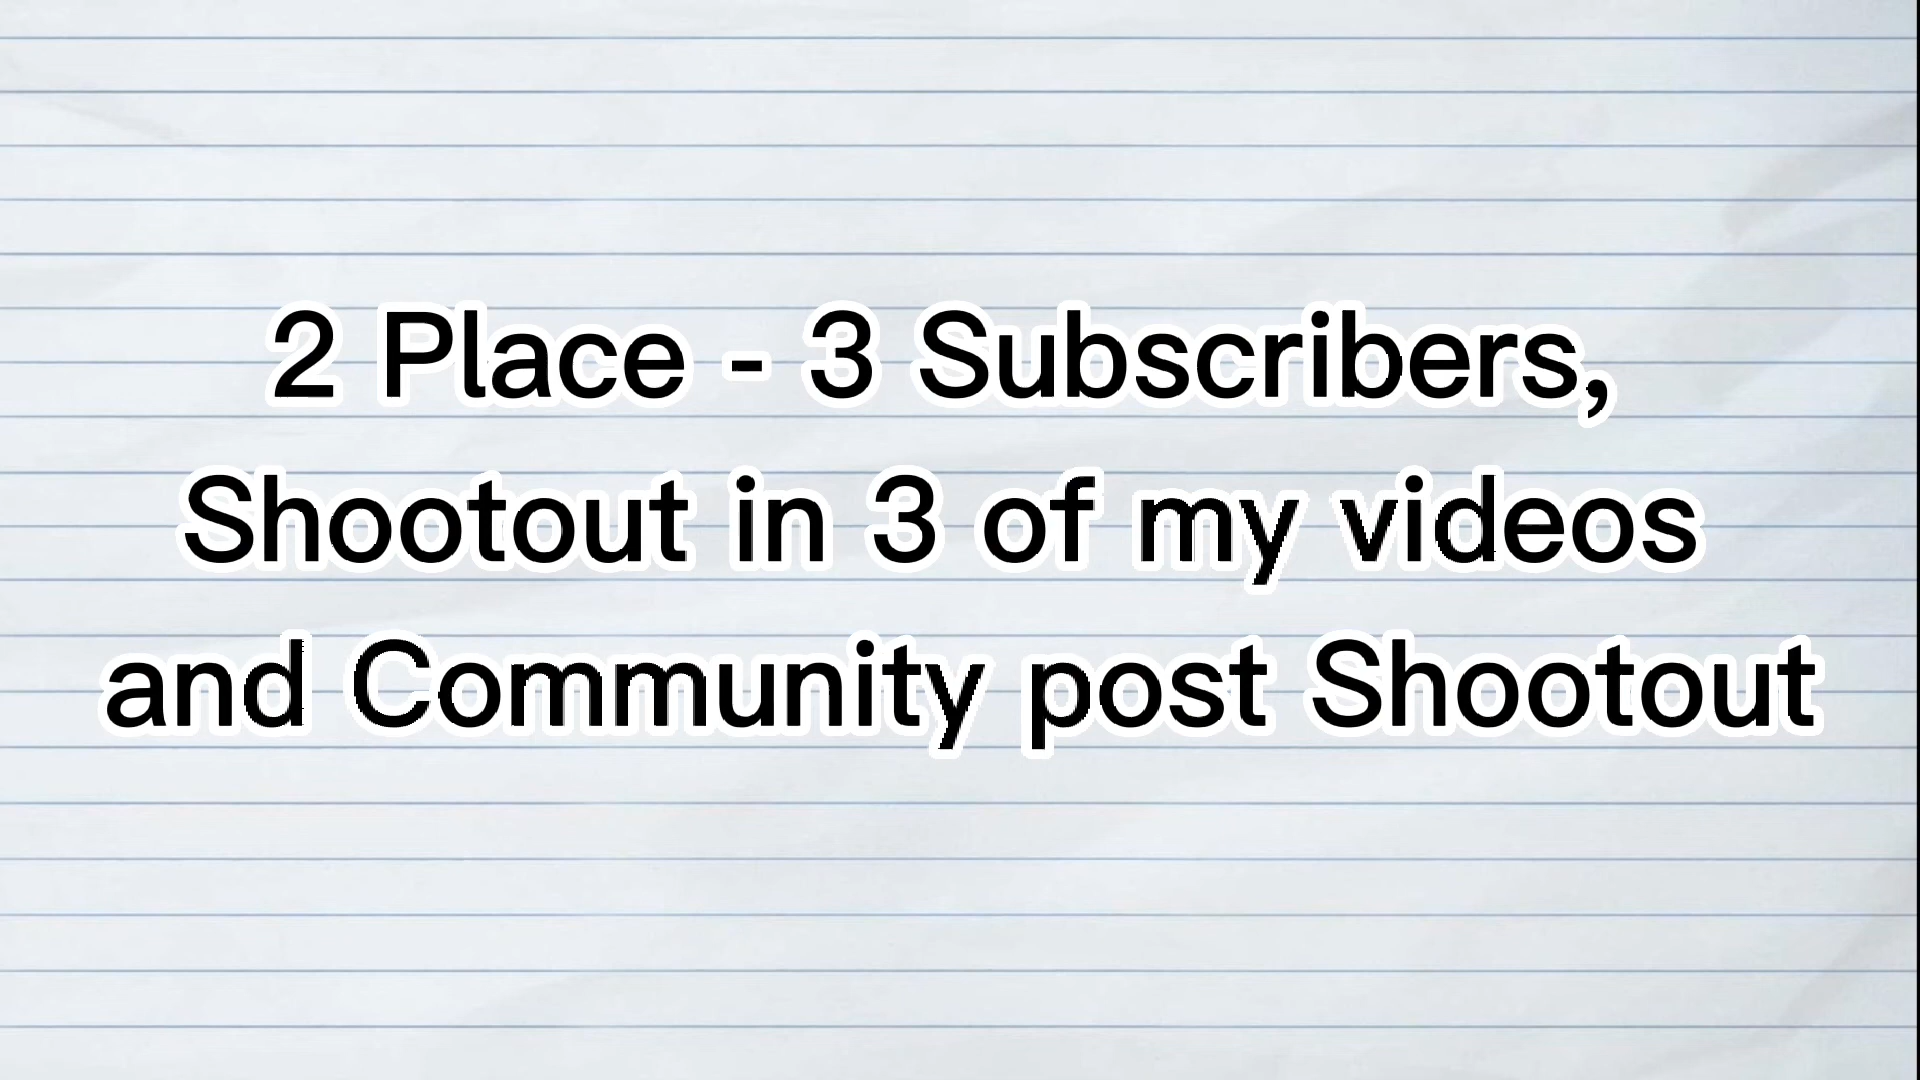 2 Place - 3 Subscribers,
Shootout in 3 of my videos
and Community post Shootout